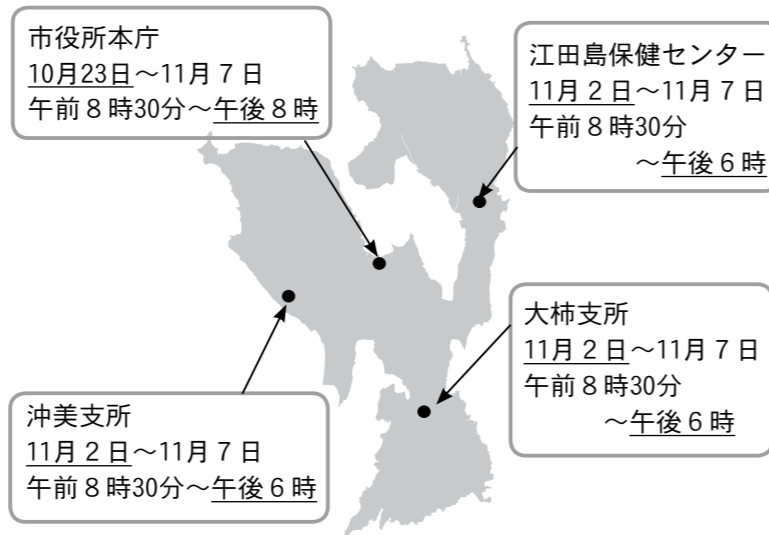 市役所本庁
10月23日～11月７日
午前８時30分～午後８時
江田島保健センター
11月２日～11月７日
午前８時30分
～午後６時
大柿支所
11月２日～11月７日
午前８時30分
～午後６時
沖美支所
11月２日～11月７日
午前８時30分～午後６時